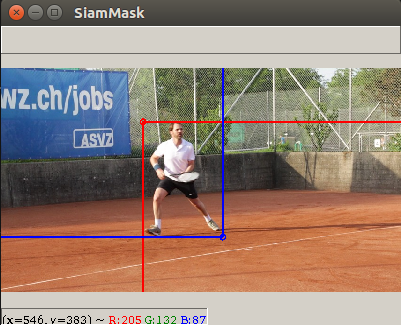 SiamMask
wz.ch/jobs
ASVZ
(x=546, y=383) ~ R:205 G:132 B:87